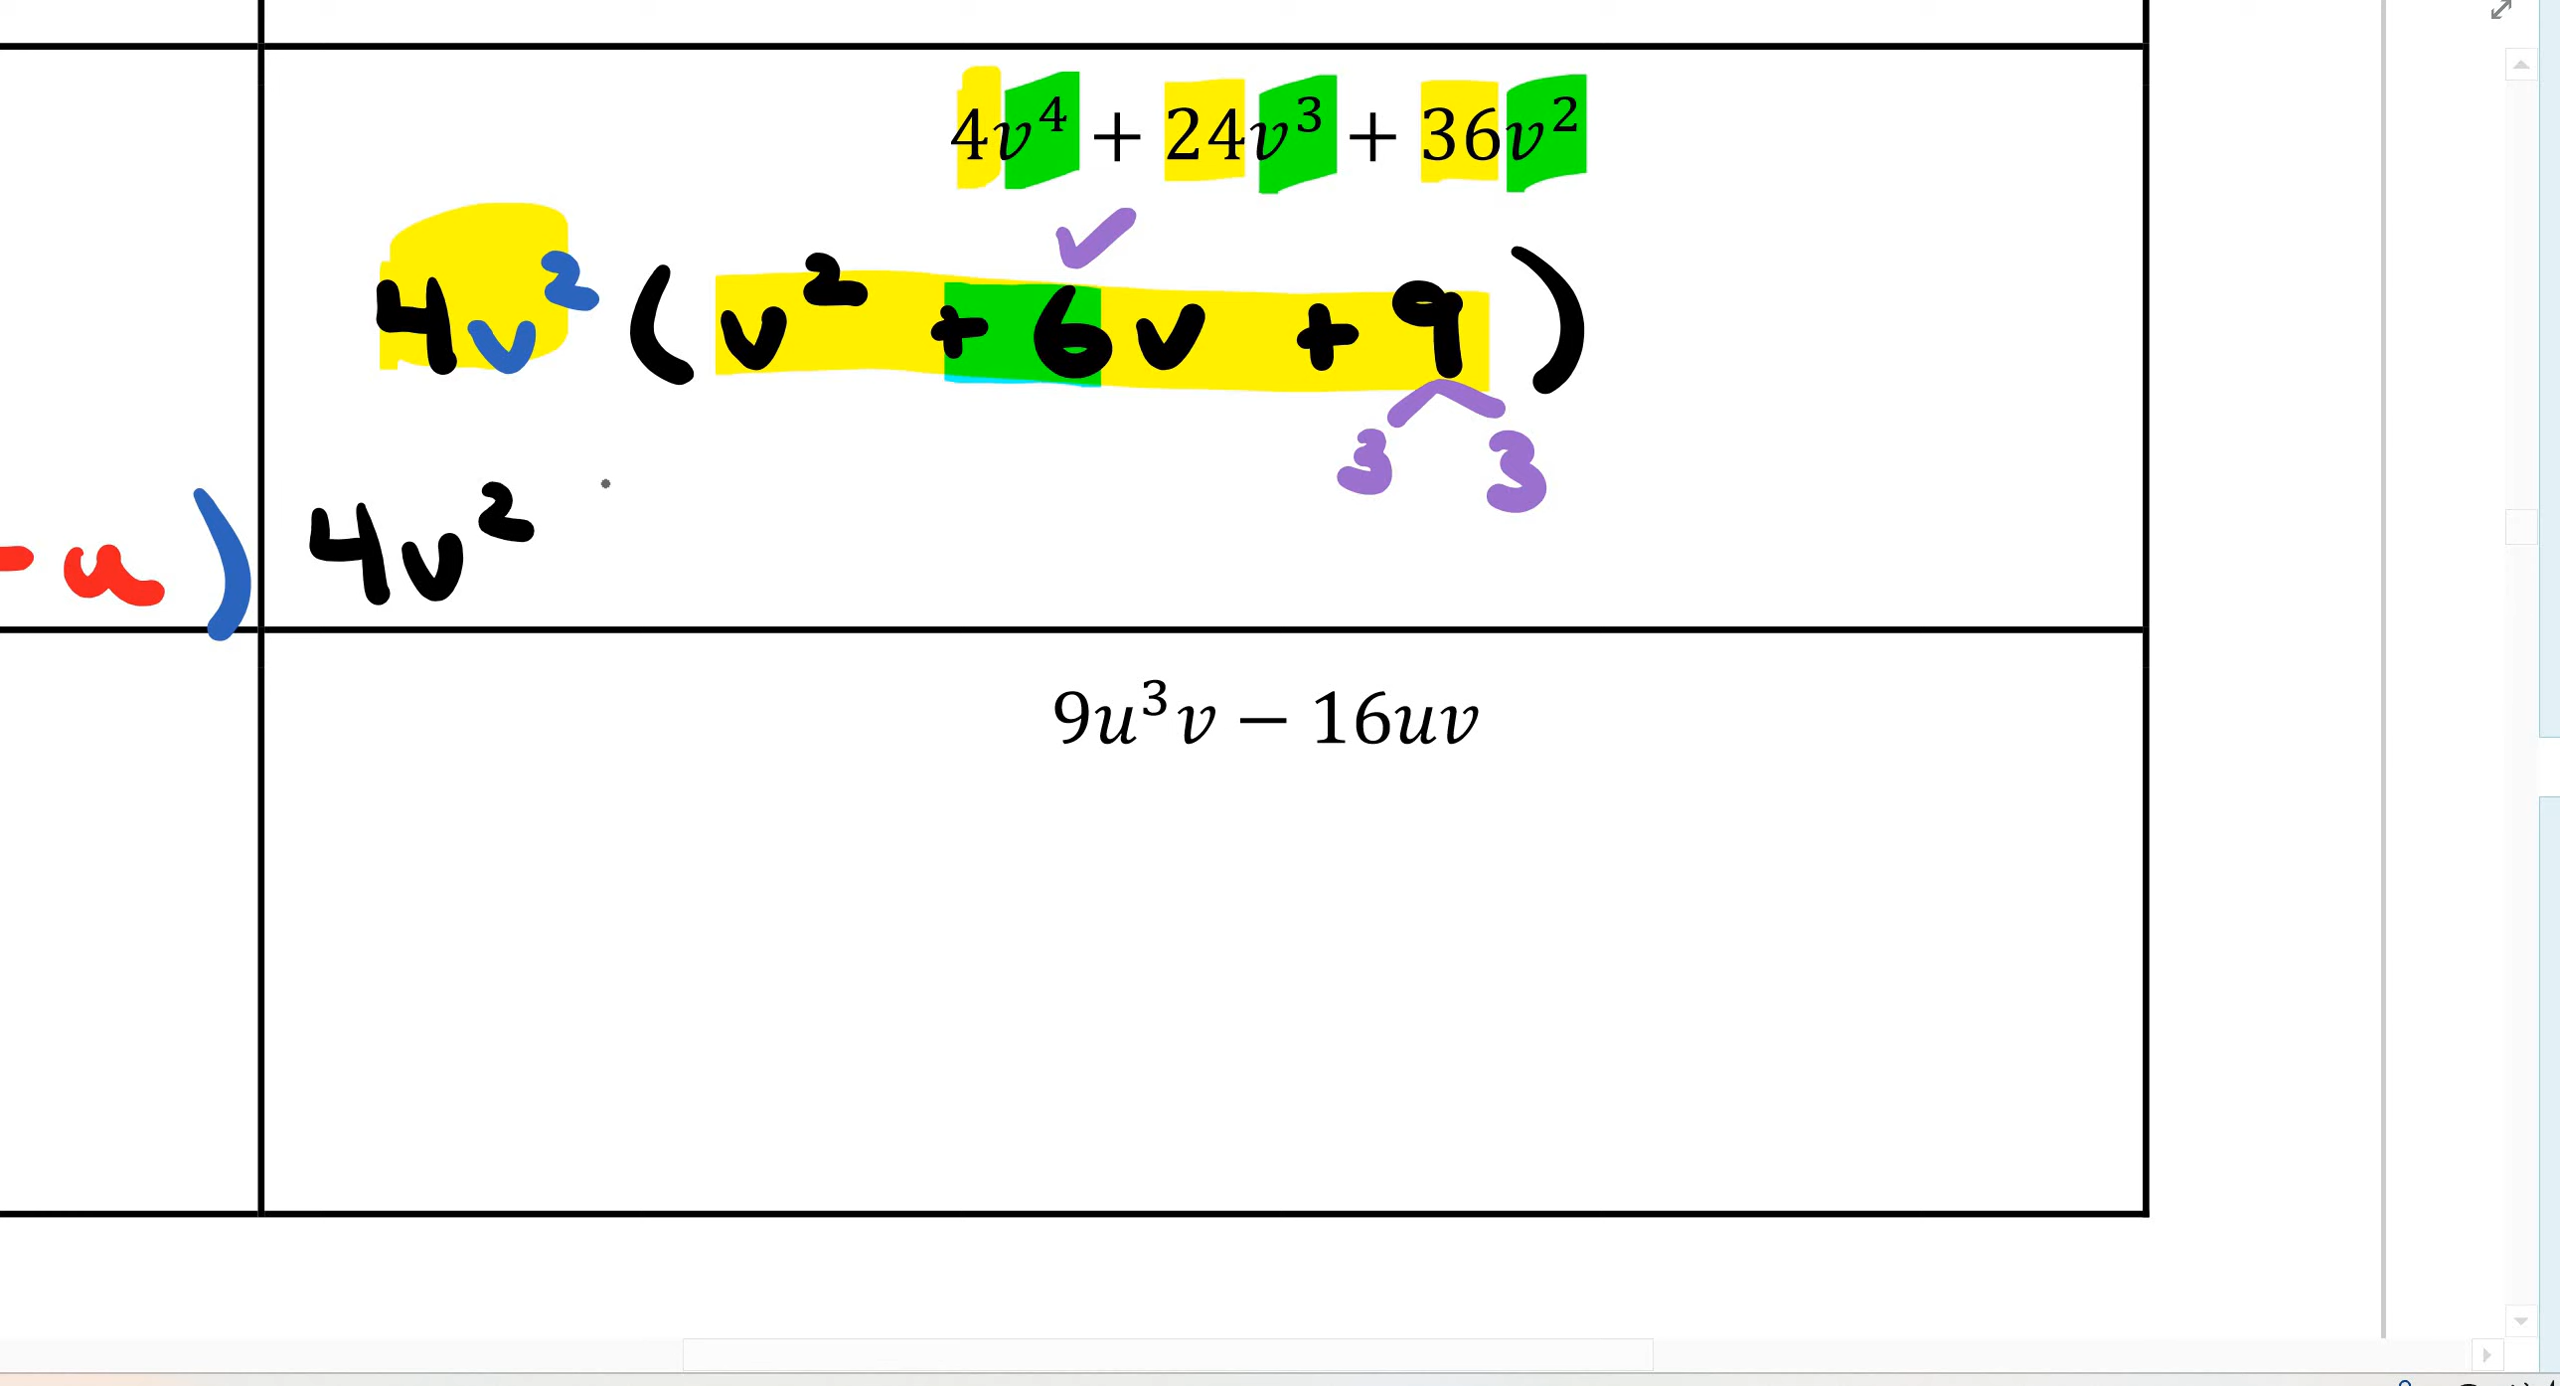 4v⁴ + 24v³ + 36v²
4v² (v² + 6v + 9)
3 3
- u) 4v²
9u³v − 16uv